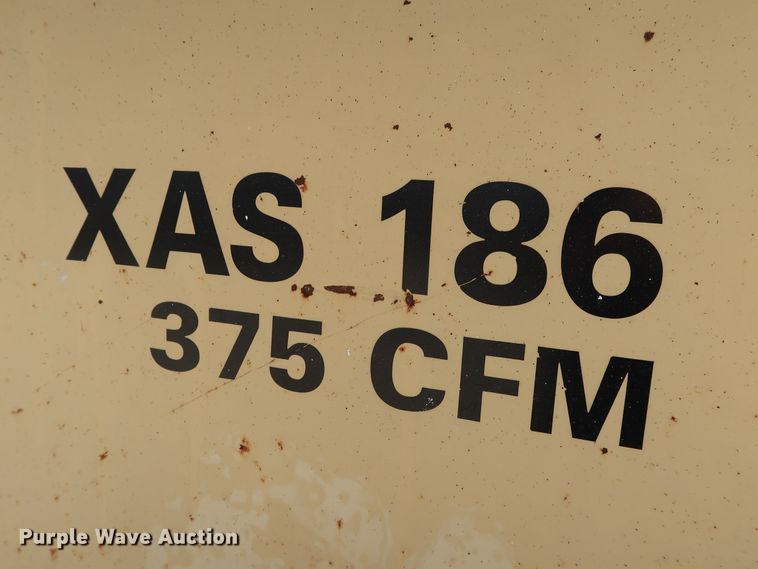 XAS 186
375 CFM
Purple Wave Auction